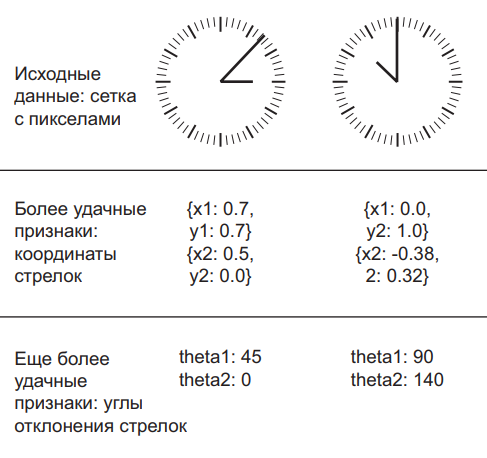 Исходные
данные: сетка
с пикселами
Более удачные
признаки:
координаты
стрелок
{x1: 0.7,
y1: 0.7}
{x2: 0.5,
y2: 0.0}
{x1: 0.0,
y2: 1.0}
{x2: -0.38,
2: 0.32}
Еще более
удачные
признаки: углы
отклонения стрелок
theta1: 45
theta2: 0
theta1: 90
theta2: 140